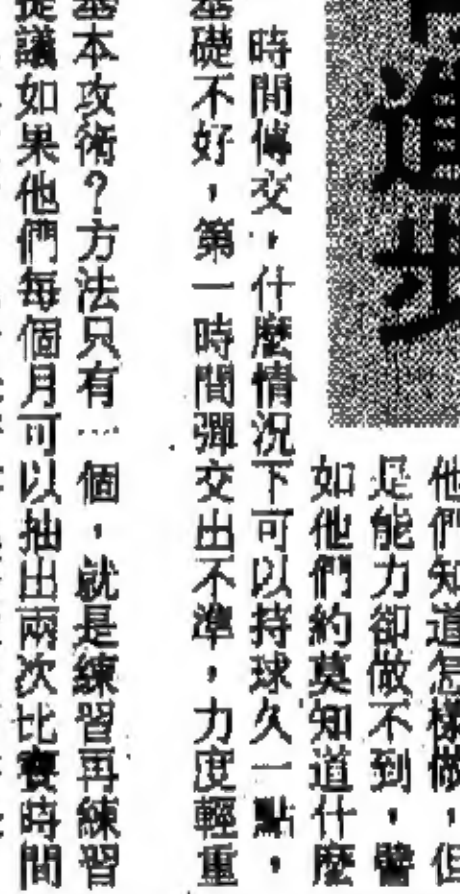 進步
他們知道怎樣做，但
是能力卻做不到，譬
如他們約莫知道什麼
時間傳交，什麼情況下可以持球久一點，
基礎不好，第一時間彈交出不準，力度輕重
基本攻術？方法只有一個，就是練習再練習
議如果他們每個月可以抽出兩次比賽時間